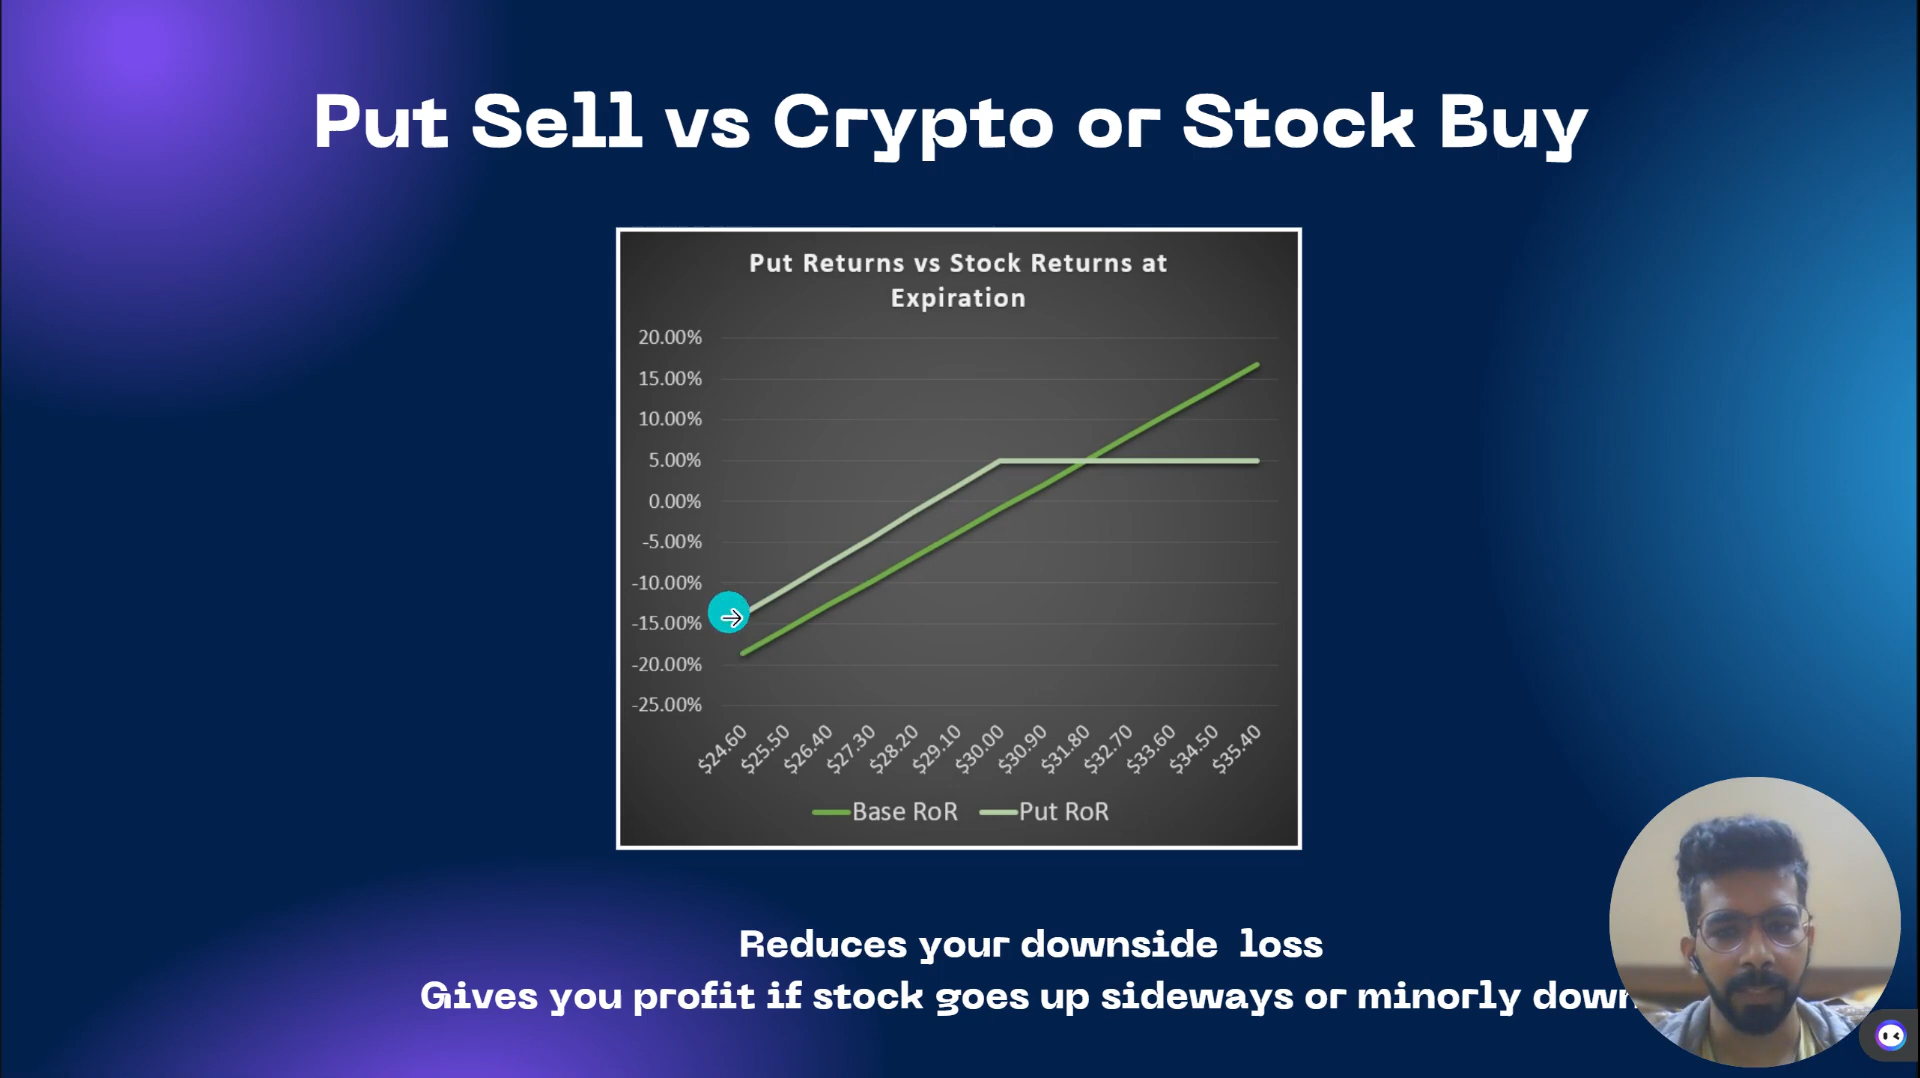 Put Sell vs Crypto or Stock Buy
Put Returns vs Stock Returns at
Expiration
20.00%
15.00%
10.00%
5.00%
0.00%
-5.00%
-10.00%
-15.00%
-20.00%
-25.00%
$24.60 $25.50 $26.40 $27.30 $28.20 $29.10 $30.00 $30.90 $31.80 $32.70 $33.60 $34.50 $35.40
Base RoR Put RoR
Reduces your downside loss
Gives you profit if stock goes up sideways or minorly down